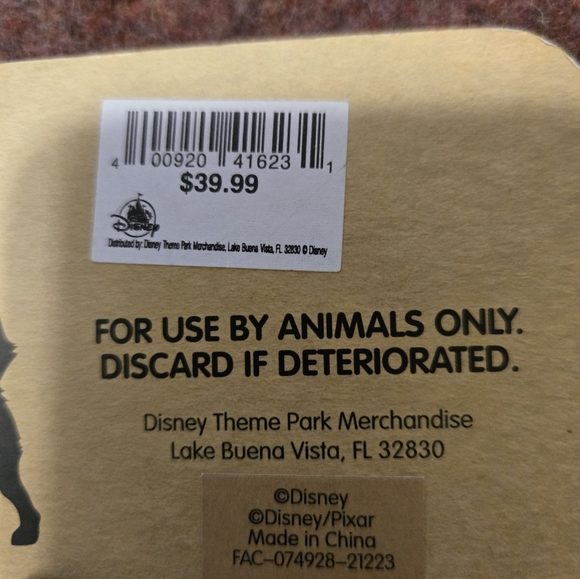 4 00920 41623 1
$39.99
Disney
Distributed by: Disney Theme Park Merchandise, Lake Buena Vista, FL 32830 © Disney
FOR USE BY ANIMALS ONLY.
DISCARD IF DETERIORATED.
Disney Theme Park Merchandise
Lake Buena Vista, FL 32830
©Disney
©Disney/Pixar
Made in China
FAC-074928-21223